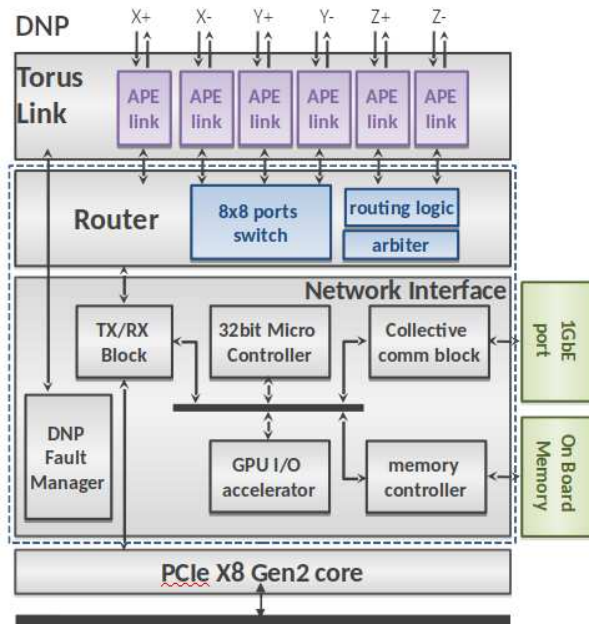 DNP
X+ X- Y+ Y- Z+ Z-
Torus
Link
APE
link
APE
link
APE
link
APE
link
APE
link
APE
link
Router
8x8 ports
switch
routing logic
arbiter
Network Interface
TX/RX
Block
32bit Micro
Controller
Collective
comm block
1GbE
port
DNP
Fault
Manager
GPU I/O
accelerator
memory
controller
On Board
Memory
PCIe X8 Gen2 core